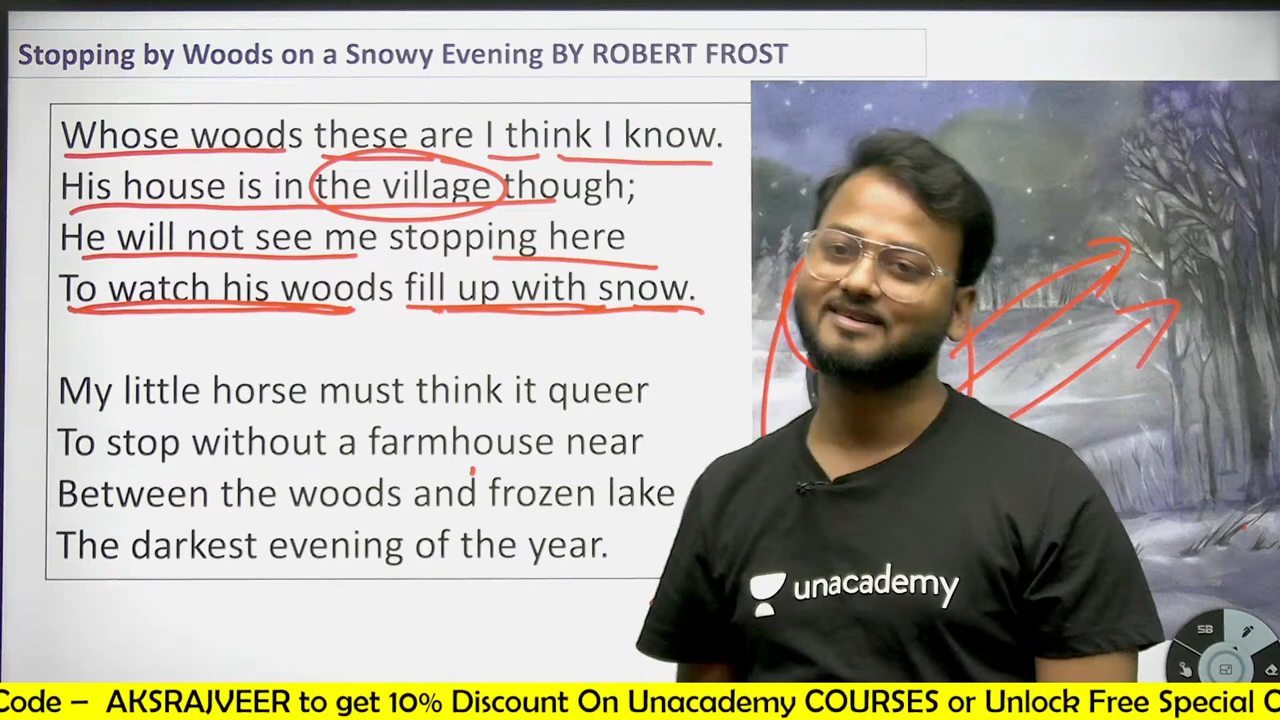 Stopping by Woods on a Snowy Evening BY ROBERT FROST
Whose woods these are I think I know.
His house is in the village though;
He will not see me stopping here
To watch his woods fill up with snow.
My little horse must think it queer
To stop without a farmhouse near
Between the woods and frozen lake
The darkest evening of the year.
unacademy
SB
Code – AKSRAJVEER to get 10% Discount On Unacademy COURSES or Unlock Free Special C